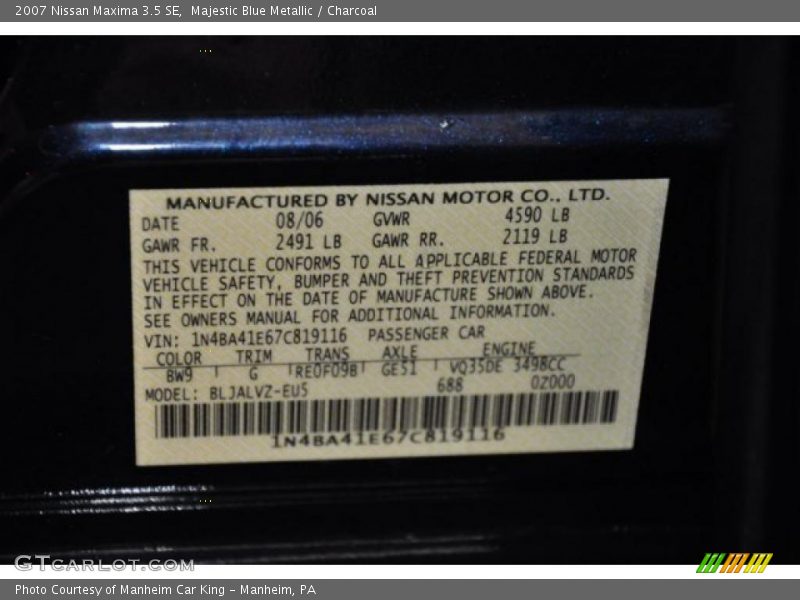 2007 Nissan Maxima 3.5 SE,  Majestic Blue Metallic / Charcoal
MANUFACTURED BY NISSAN MOTOR CO., LTD.
DATE 08/06 GVWR 4590 LB
GAWR FR. 2491 LB GAWR RR. 2119 LB
THIS VEHICLE CONFORMS TO ALL APPLICABLE FEDERAL MOTOR
VEHICLE SAFETY, BUMPER AND THEFT PREVENTION STANDARDS
IN EFFECT ON THE DATE OF MANUFACTURE SHOWN ABOVE.
SEE OWNERS MANUAL FOR ADDITIONAL INFORMATION.
VIN: 1N4BA41E67C819116 PASSENGER CAR
COLOR TRIM TRANS AXLE ENGINE
BW9 G RE0F09B GE51 VQ35DE 3498CC
MODEL: BLJALVZ-EU5 688 0Z000
1N4BA41E67C819116
GTcarlot.com
Photo Courtesy of Manheim Car King – Manheim, PA